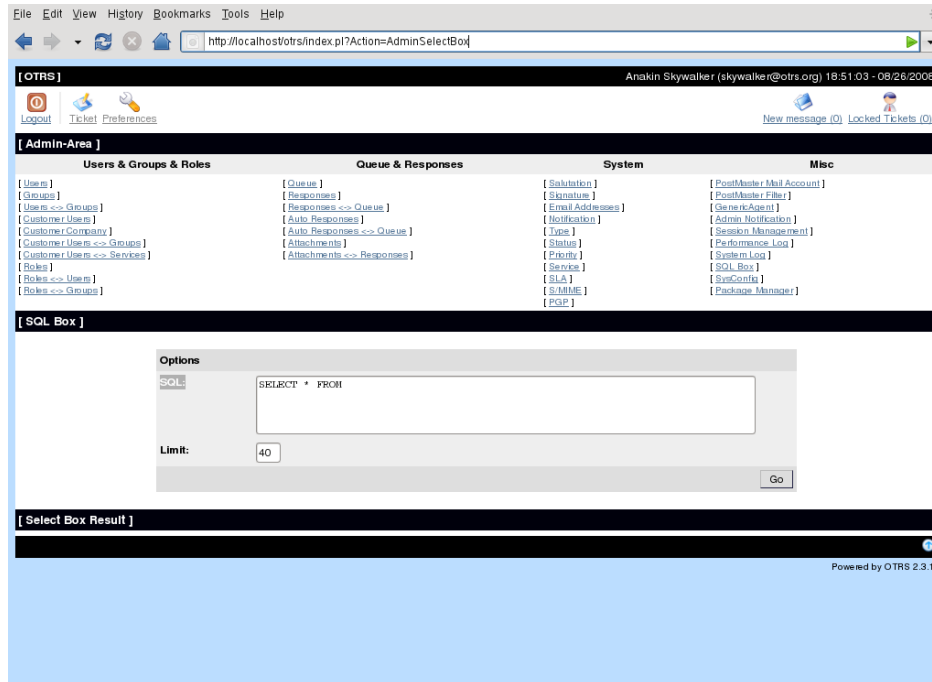 File Edit View History Bookmarks Tools Help
http://localhost/otrs/index.pl?Action=AdminSelectBox
[ OTRS ]
Anakin Skywalker (skywalker@otrs.org) 18:51:03 - 08/26/2008
Logout Ticket Preferences
New message (0) Locked Tickets (0)
[ Admin-Area ]
Users & Groups & Roles
[ Users ]
[ Groups ]
[ Users <-> Groups ]
[ Customer Users ]
[ Customer Company ]
[ Customer Users <-> Groups ]
[ Customer Users <-> Services ]
[ Roles ]
[ Roles <-> Users ]
[ Roles <-> Groups ]
Queue & Responses
[ Queue ]
[ Responses ]
[ Responses <-> Queue ]
[ Auto Responses ]
[ Auto Responses <-> Queue ]
[ Attachments ]
[ Attachments <-> Responses ]
System
[ Salutation ]
[ Signature ]
[ Email Addresses ]
[ Notification ]
[ Type ]
[ Status ]
[ Priority ]
[ Service ]
[ SLA ]
[ S/MIME ]
[ PGP ]
Misc
[ PostMaster Mail Account ]
[ PostMaster Filter ]
[ GenericAgent ]
[ Admin Notification ]
[ Session Management ]
[ Performance Log ]
[ System Log ]
[ SQL Box ]
[ SysConfig ]
[ Package Manager ]
[ SQL Box ]
Options
SQL:
SELECT * FROM
Limit:
40
Go
[ Select Box Result ]
Powered by OTRS 2.3.1